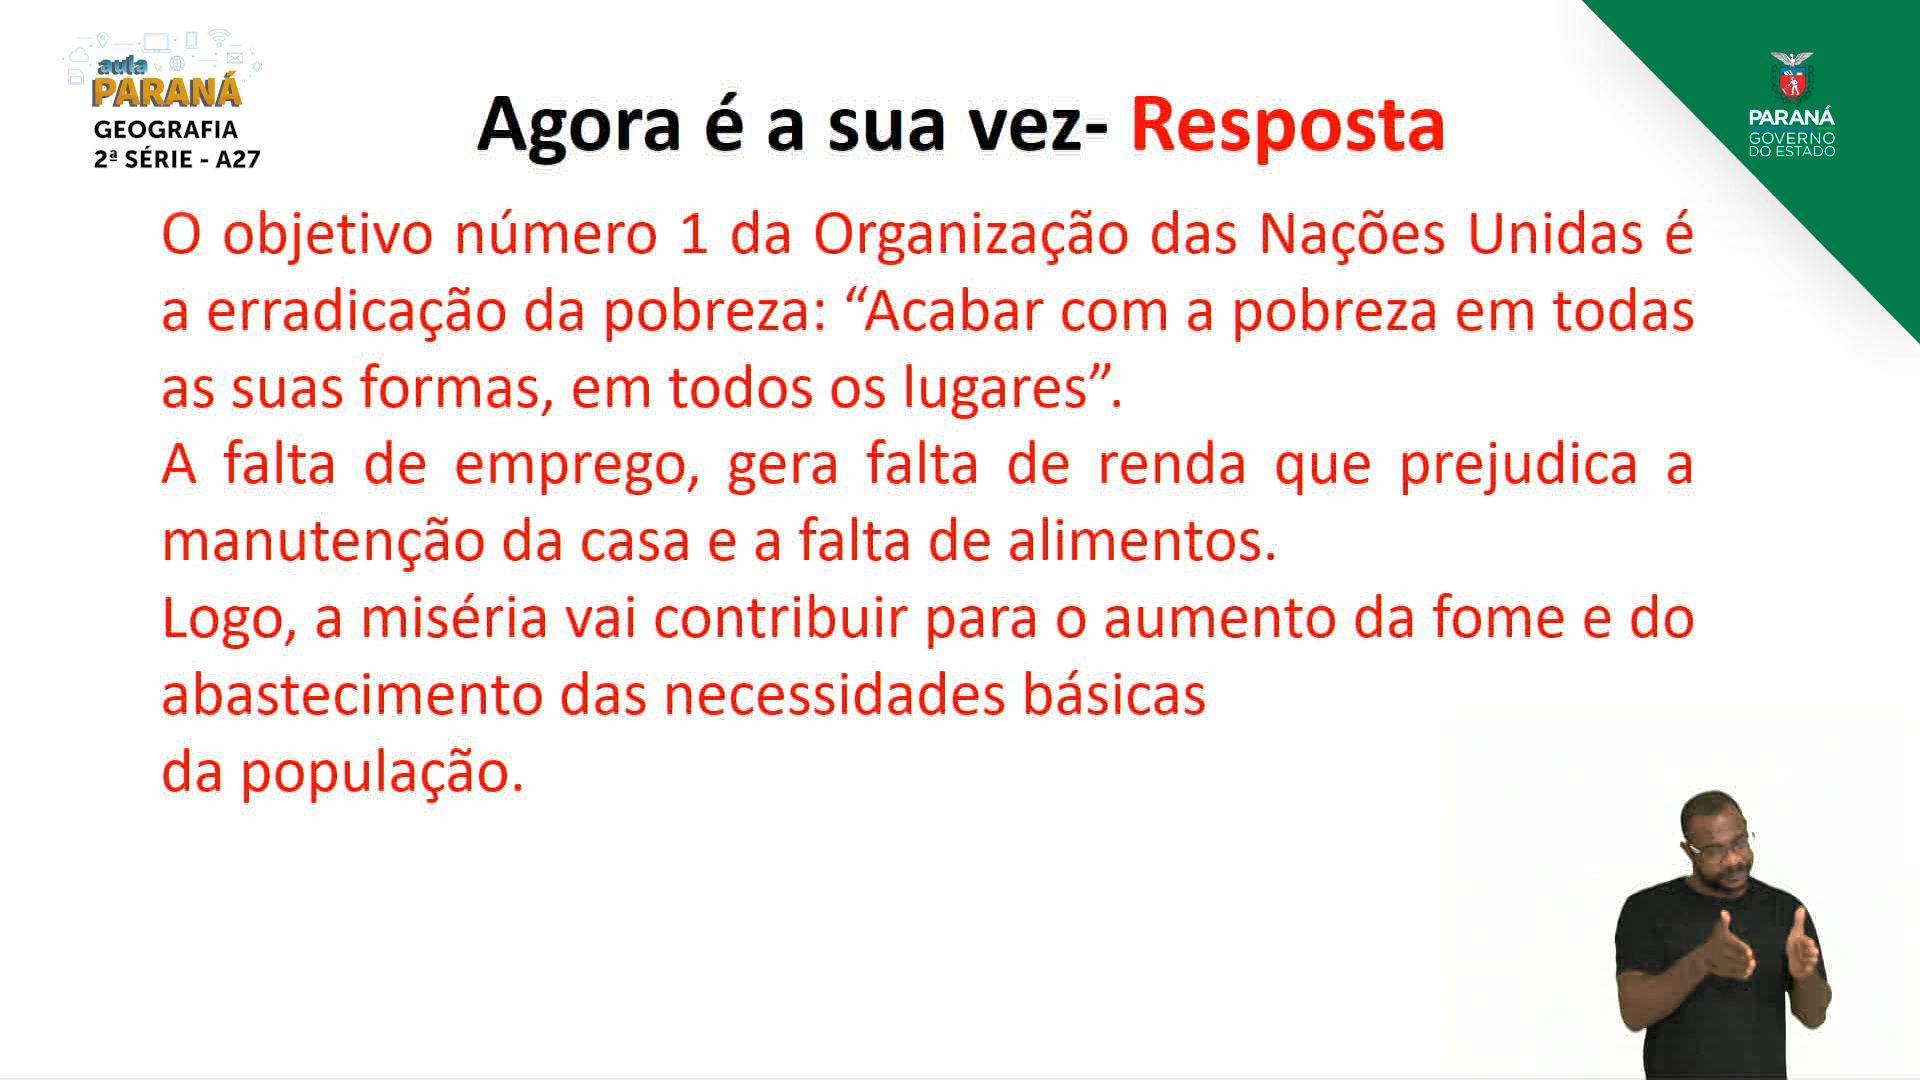 aula
PARANÁ
GEOGRAFIA
2ª SÉRIE - A27
Agora é a sua vez- Resposta
PARANÁ
GOVERNO
DO ESTADO
O objetivo número 1 da Organização das Nações Unidas é
a erradicação da pobreza: “Acabar com a pobreza em todas
as suas formas, em todos os lugares”.
A falta de emprego, gera falta de renda que prejudica a
manutenção da casa e a falta de alimentos.
Logo, a miséria vai contribuir para o aumento da fome e do
abastecimento das necessidades básicas
da população.